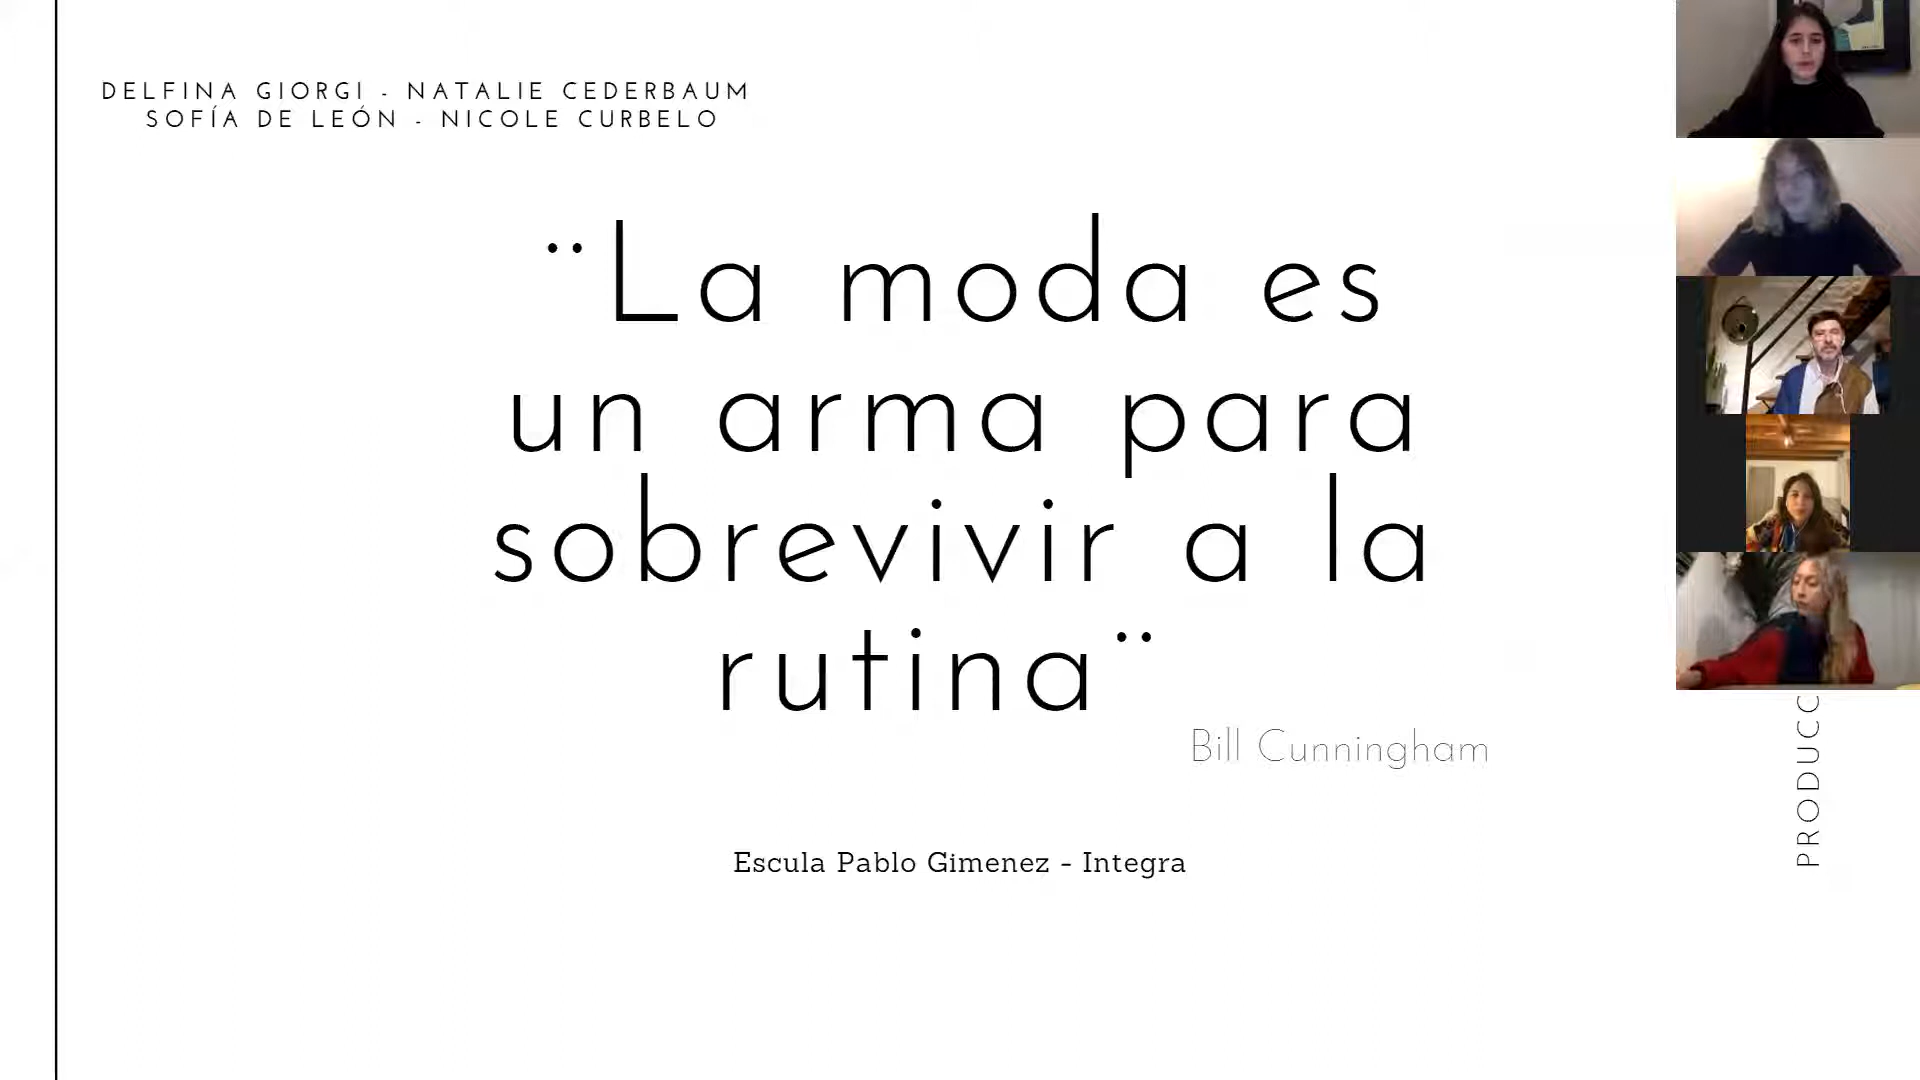 DELFINA GIORGI - NATALIE CEDERBAUM
SOFÍA DE LEÓN - NICOLE CURBELO
¨La moda es
un arma para
sobrevivir a la
rutina¨
Bill Cunningham
Escula Pablo Gimenez - Integra
PRODUCC